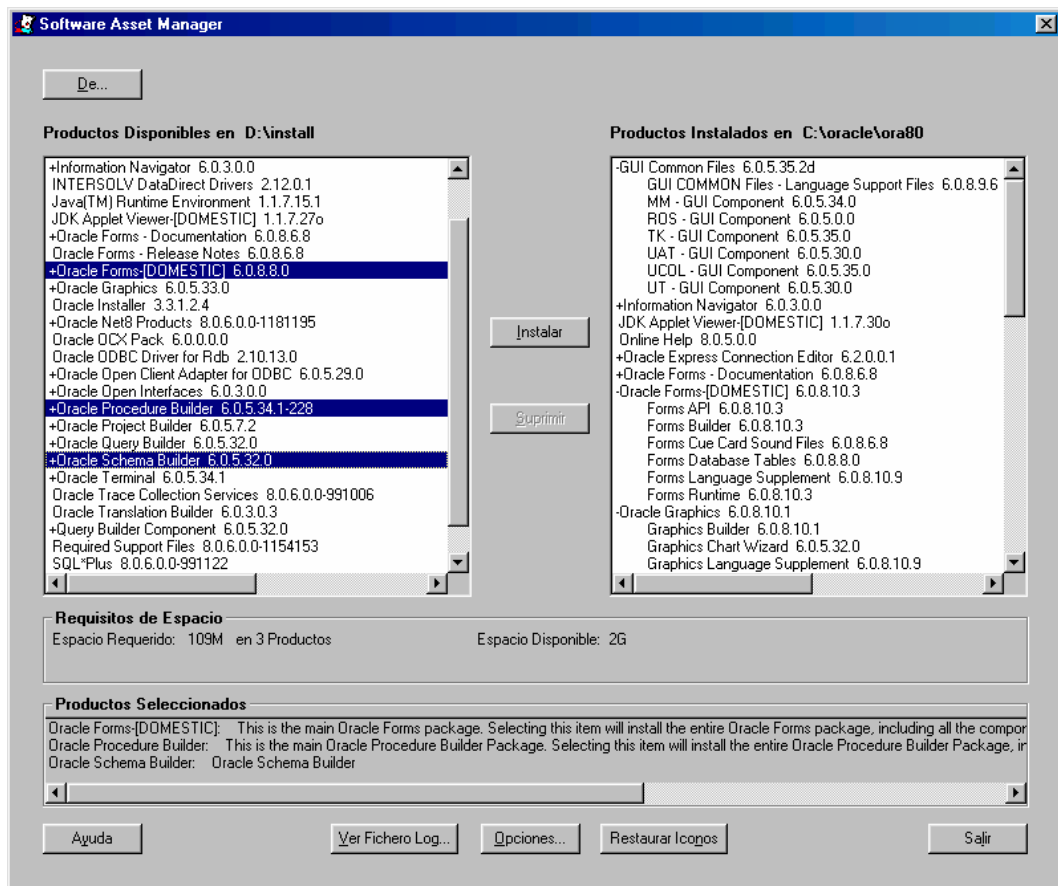 Software Asset Manager
De...
Productos Disponibles en D:\install
+Information Navigator 6.0.3.0.0
INTERSOLV DataDirect Drivers 2.12.0.1
Java(TM) Runtime Environment 1.1.7.15.1
JDK Applet Viewer-[DOMESTIC] 1.1.7.27o
+Oracle Forms - Documentation 6.0.8.6.8
Oracle Forms - Release Notes 6.0.8.6.8
+Oracle Forms-[DOMESTIC] 6.0.8.8.0
+Oracle Graphics 6.0.5.33.0
Oracle Installer 3.3.1.2.4
+Oracle Net8 Products 8.0.6.0.0-1181195
Oracle OCX Pack 6.0.0.0.0
Oracle ODBC Driver for Rdb 2.10.13.0
+Oracle Open Client Adapter for ODBC 6.0.5.29.0
+Oracle Open Interfaces 6.0.3.0.0
+Oracle Procedure Builder 6.0.5.34.1-228
+Oracle Project Builder 6.0.5.7.2
+Oracle Query Builder 6.0.5.32.0
+Oracle Schema Builder 6.0.5.32.0
+Oracle Terminal 6.0.5.34.1
Oracle Trace Collection Services 8.0.6.0.0-991006
Oracle Translation Builder 6.0.3.0.3
+Query Builder Component 6.0.5.32.0
Required Support Files 8.0.6.0.0-1154153
SQL*Plus 8.0.6.0.0-991122
Instalar
Suprimir
Productos Instalados en C:\oracle\ora80
-GUI Common Files 6.0.5.35.2d
GUI COMMON Files - Language Support Files 6.0.8.9.6
MM - GUI Component 6.0.5.34.0
ROS - GUI Component 6.0.5.0.0
TK - GUI Component 6.0.5.35.0
UAT - GUI Component 6.0.5.30.0
UCOL - GUI Component 6.0.5.35.0
UT - GUI Component 6.0.5.30.0
+Information Navigator 6.0.3.0.0
JDK Applet Viewer-[DOMESTIC] 1.1.7.30o
Online Help 8.0.5.0.0
+Oracle Express Connection Editor 6.2.0.0.1
+Oracle Forms - Documentation 6.0.8.6.8
-Oracle Forms-[DOMESTIC] 6.0.8.10.3
Forms API 6.0.8.10.3
Forms Builder 6.0.8.10.3
Forms Cue Card Sound Files 6.0.8.6.8
Forms Database Tables 6.0.8.8.0
Forms Language Supplement 6.0.8.10.9
Forms Runtime 6.0.8.10.3
-Oracle Graphics 6.0.8.10.1
Graphics Builder 6.0.8.10.1
Graphics Chart Wizard 6.0.5.32.0
Graphics Language Supplement 6.0.8.10.9
Requisitos de Espacio
Espacio Requerido: 109M en 3 Productos Espacio Disponible: 2G
Productos Seleccionados
Oracle Forms-[DOMESTIC]: This is the main Oracle Forms package. Selecting this item will install the entire Oracle Forms package, including all the compor
Oracle Procedure Builder: This is the main Oracle Procedure Builder Package. Selecting this item will install the entire Oracle Procedure Builder Package, ir
Oracle Schema Builder: Oracle Schema Builder
Ayuda Ver Fichero Log... Opciones... Restaurar Iconos Salir